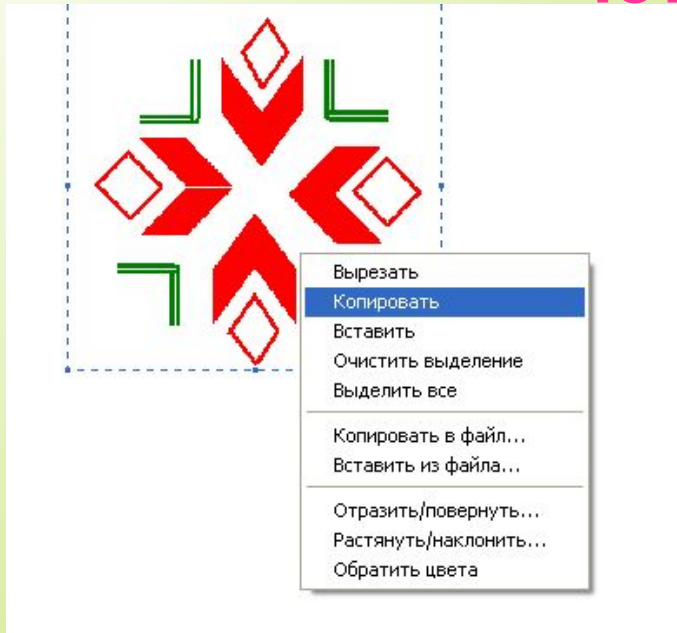 Вырезать
Копировать
Вставить
Очистить выделение
Выделить все
Копировать в файл...
Вставить из файла...
Отразить/повернуть...
Растянуть/наклонить...
Обратить цвета